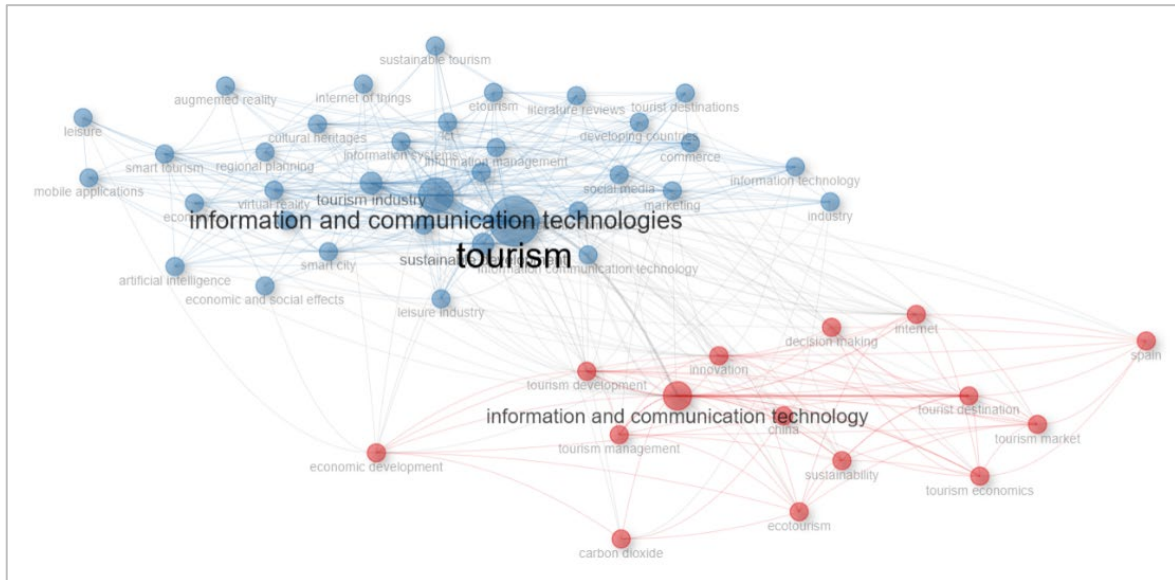 sustainable tourism
augmented reality
internet of things
etourism
literature reviews
tourist destinations
leisure
cultural heritages
ict
developing countries
smart tourism
regional planning
information systems
information management
commerce
mobile applications
virtual reality
tourism industry
social media
marketing
information technology
industry
information and communication technologies
tourism
smart city
information communication technology
artificial intelligence
economic and social effects
leisure industry
internet
decision making
spain
innovation
tourism development
tourist destination
information and communication technology
china
tourism market
tourism management
economic development
sustainability
tourism economics
ecotourism
carbon dioxide